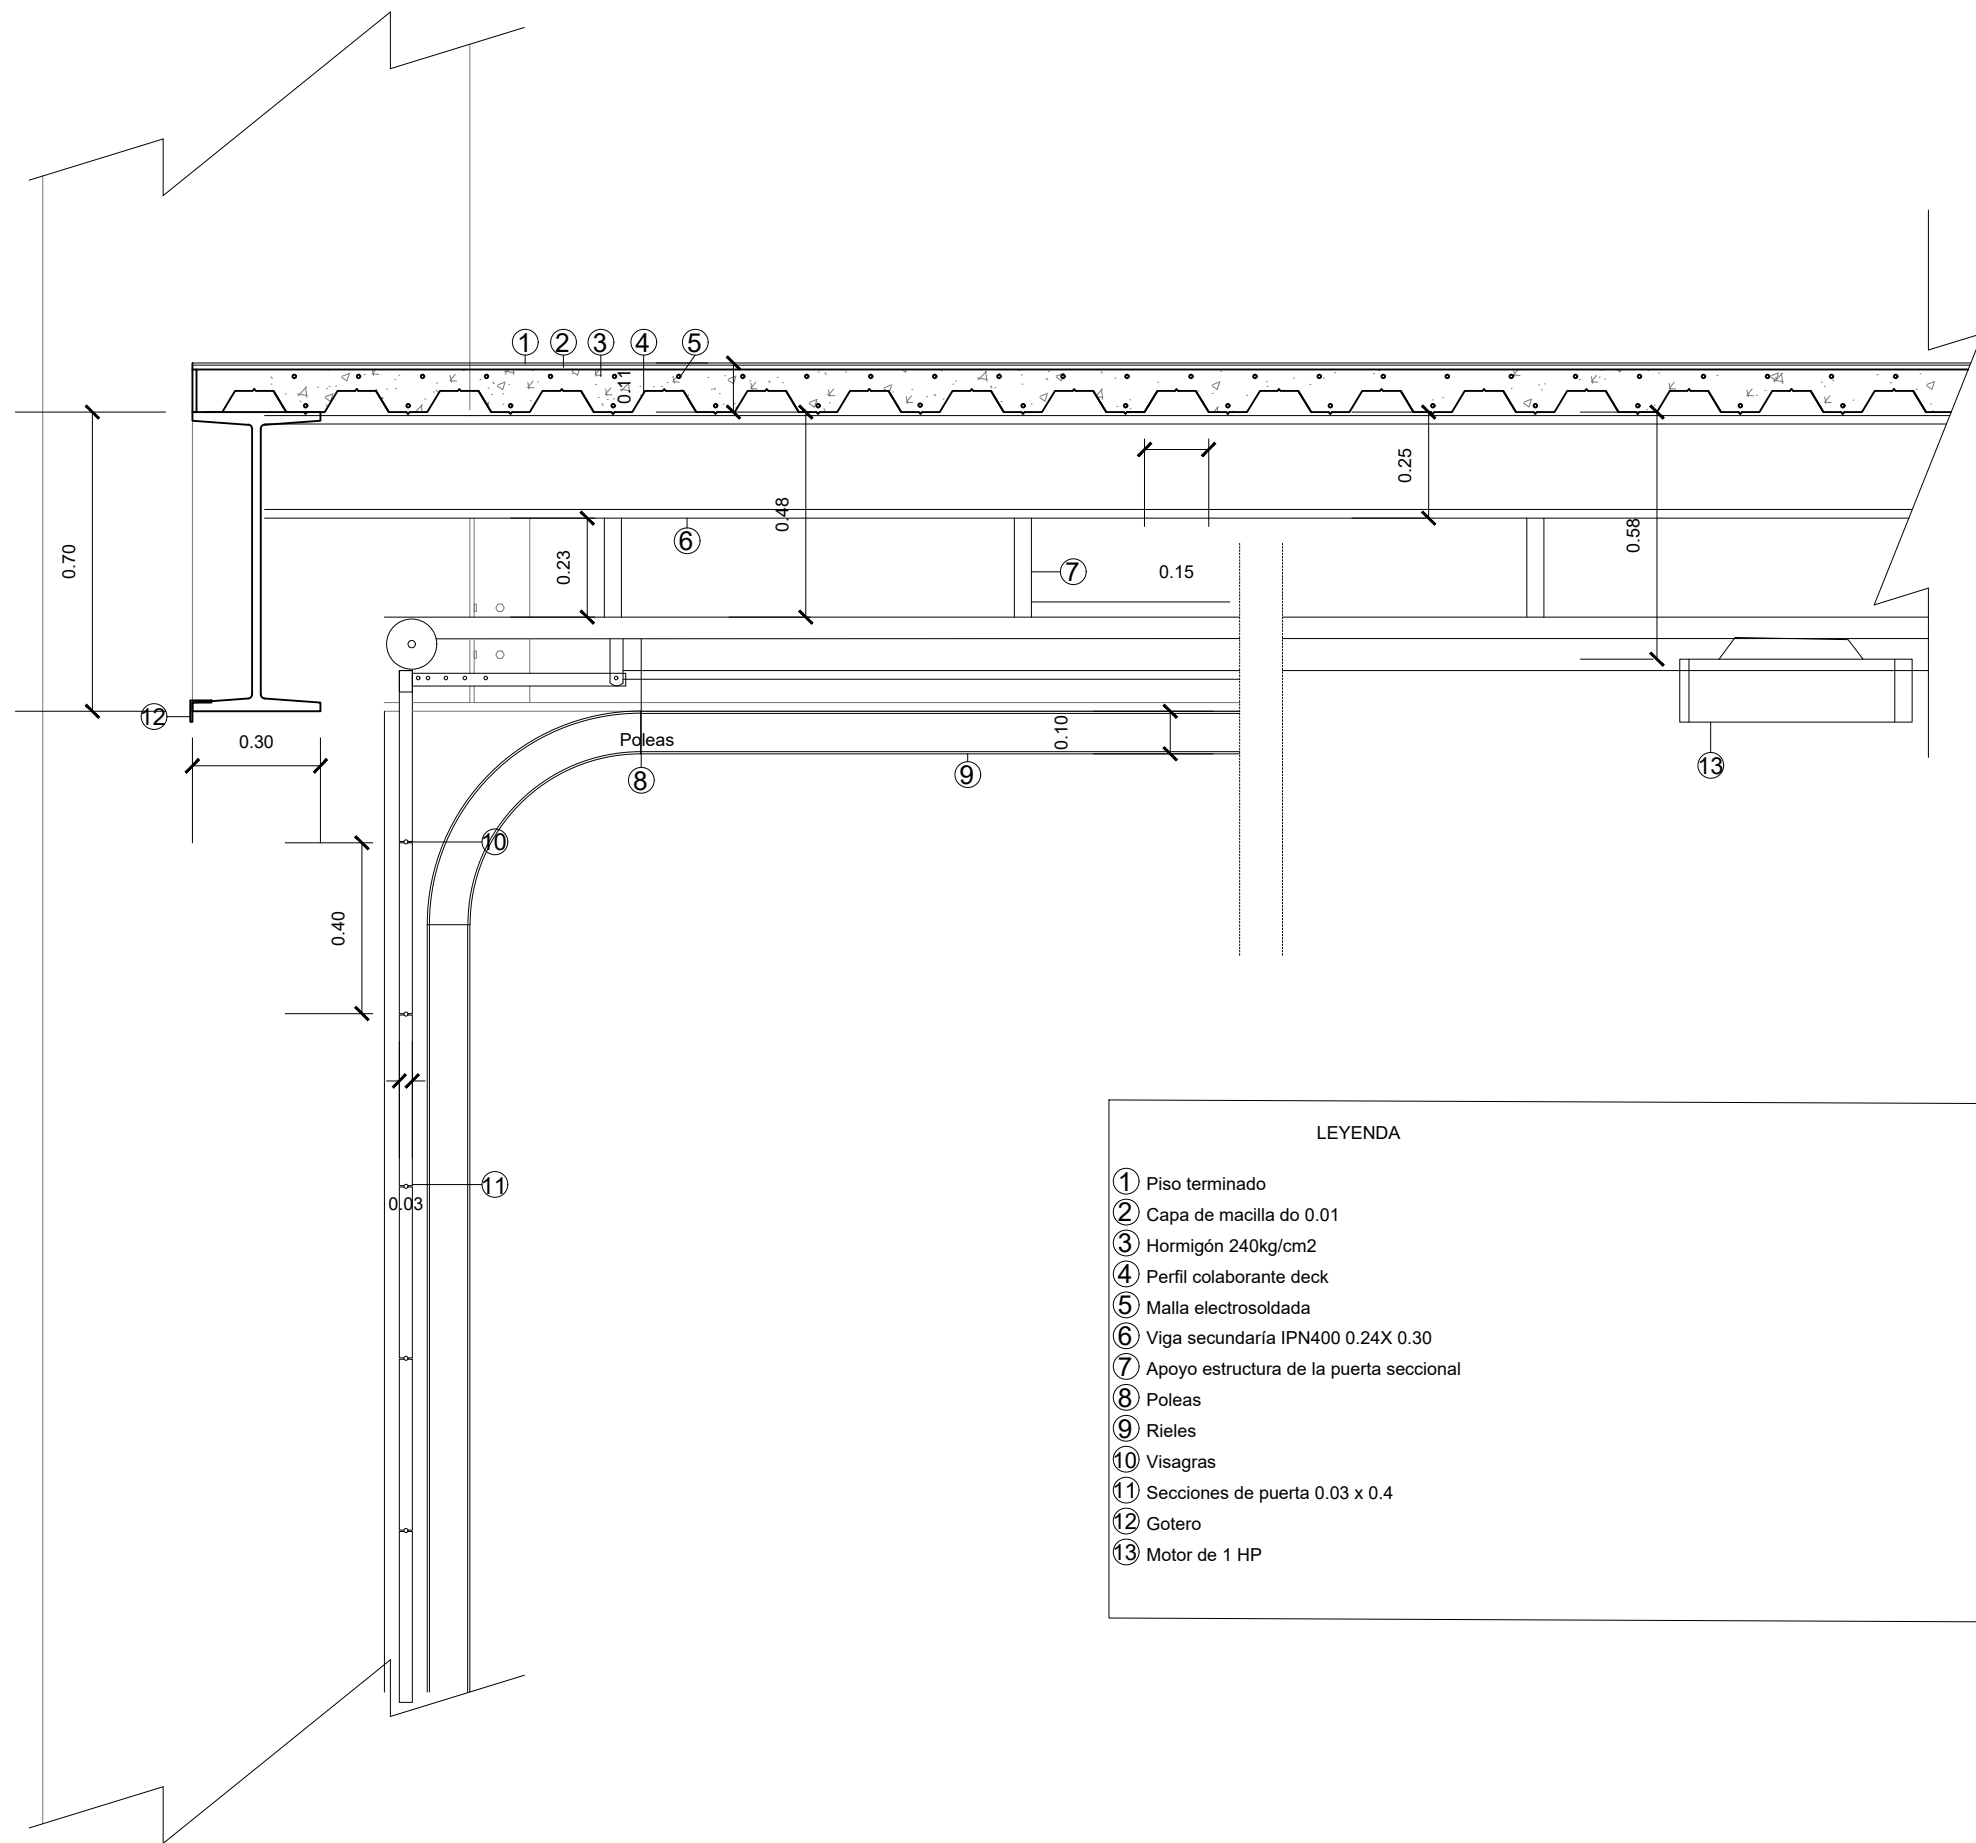 1 2 3 4 5
0.11
0.25
0.48
0.58
0.70
0.23
6
7
0.15
12
0.30
Poleas
0.10
8
9
13
10
0.40
11
0.03
LEYENDA
1 Piso terminado
2 Capa de macilla do 0.01
3 Hormigón 240kg/cm2
4 Perfil colaborante deck
5 Malla electrosoldada
6 Viga secundaría IPN400 0.24X 0.30
7 Apoyo estructura de la puerta seccional
8 Poleas
9 Rieles
10 Visagras
11 Secciones de puerta 0.03 x 0.4
12 Gotero
13 Motor de 1 HP